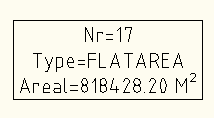 Nr=17
Type=FLATAREA
Areal=818428.20 M²